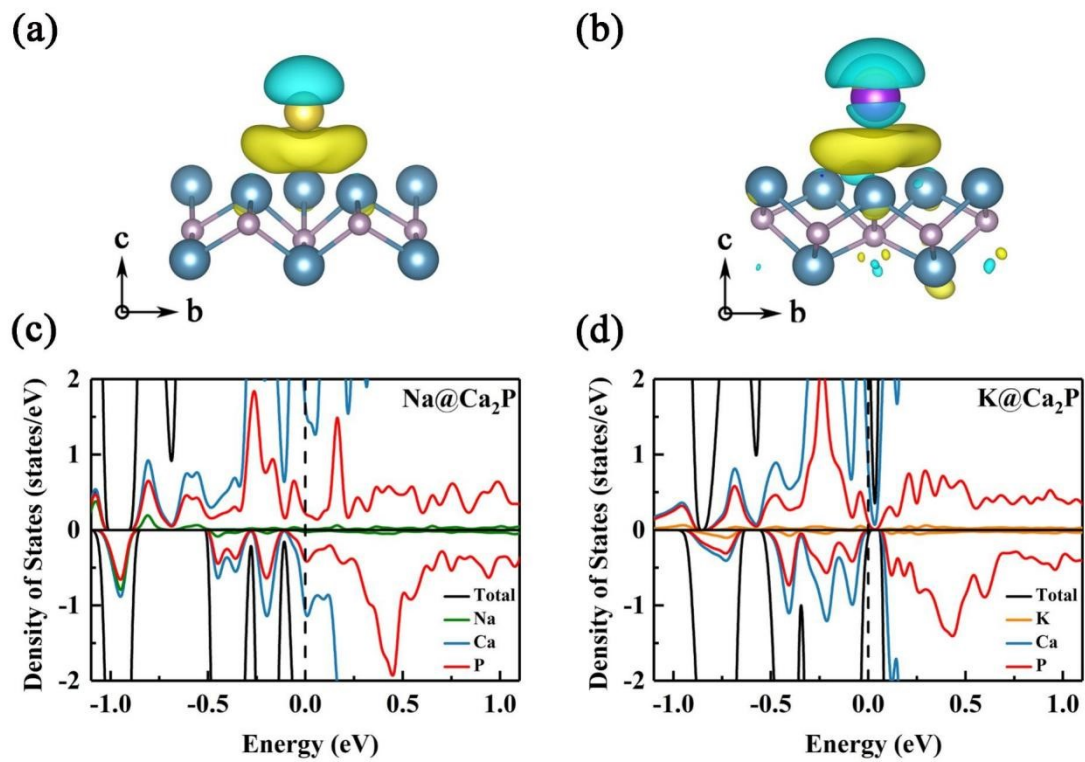 (a) (b)
c c
b b
(c) (d)
Na@Ca₂P K@Ca₂P
Density of States (states/eV) Density of States (states/eV)
2 2
1 1
0 0
-1 -1
-2 -2
Total Total
Na K
Ca Ca
P P
-1.0 -0.5 0.0 0.5 1.0 -1.0 -0.5 0.0 0.5 1.0
Energy (eV) Energy (eV)